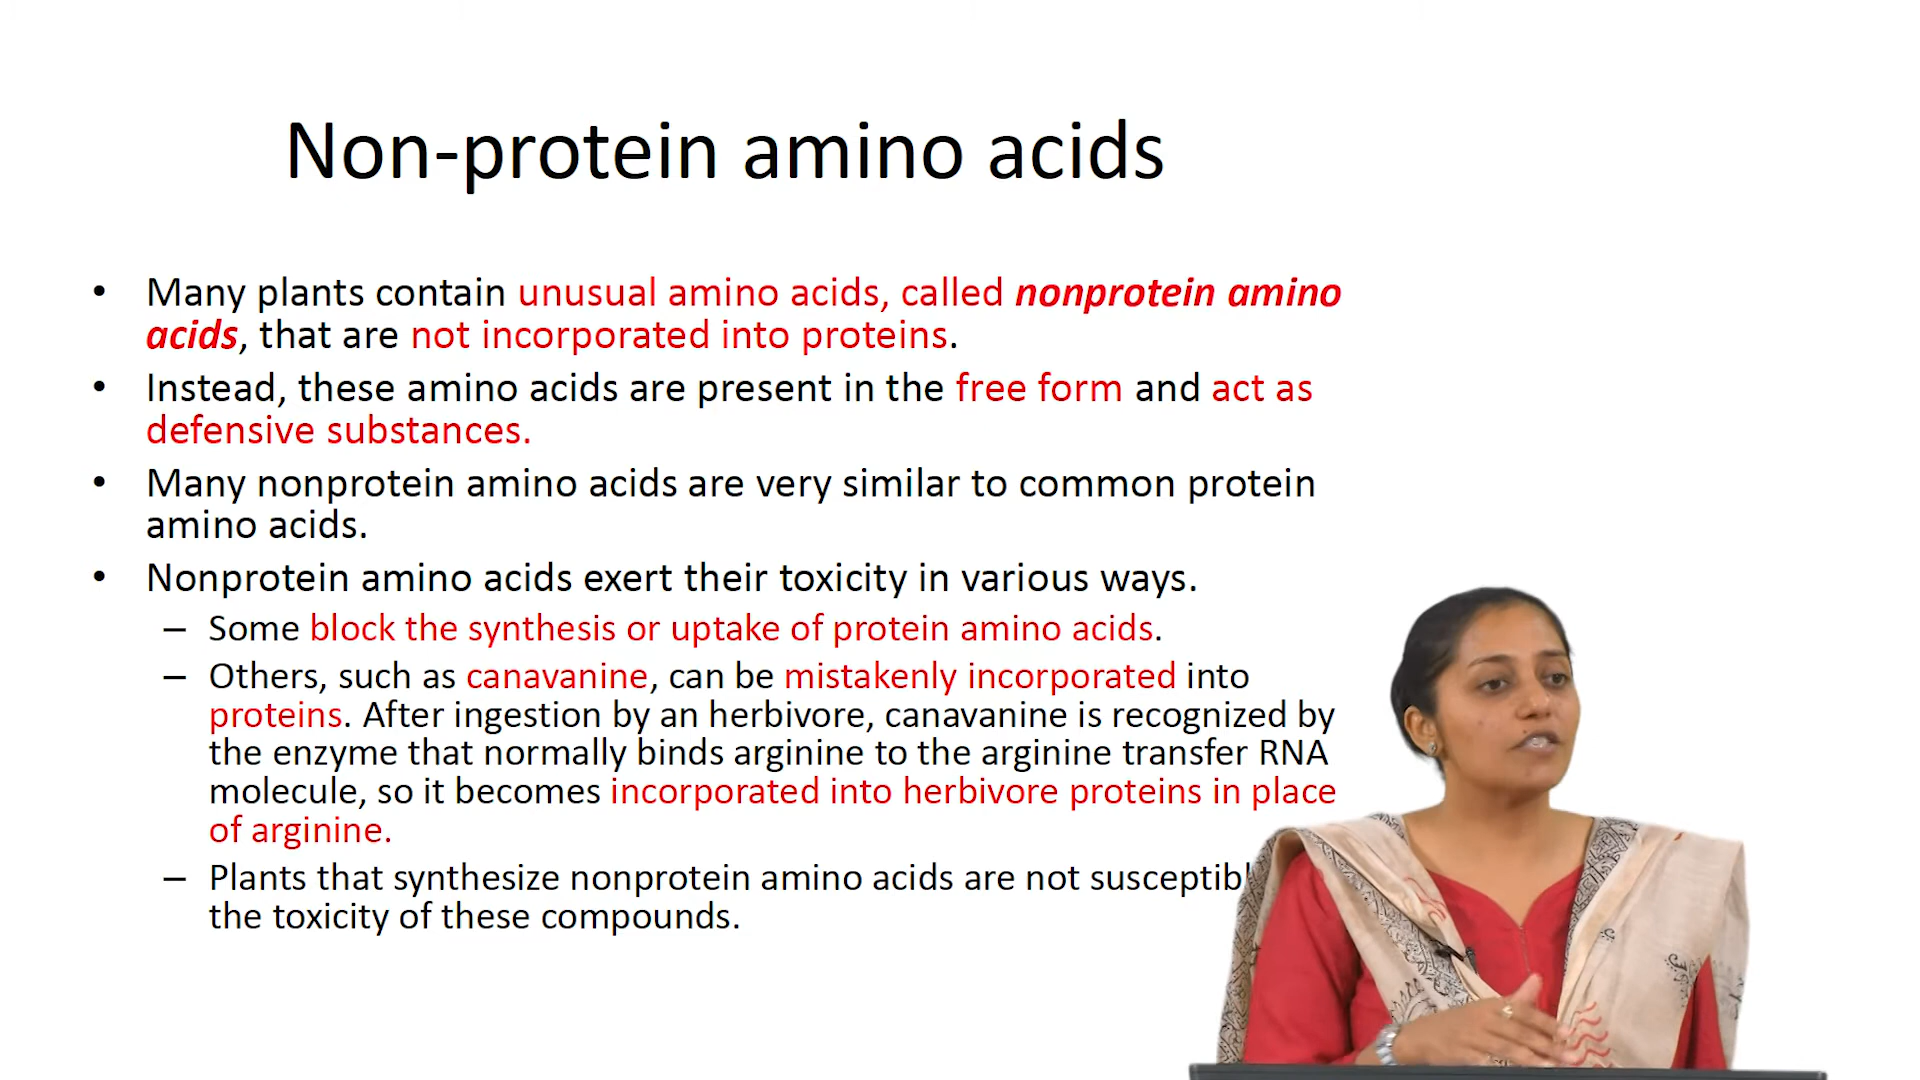 Non-protein amino acids
• Many plants contain unusual amino acids, called nonprotein amino
acids, that are not incorporated into proteins.
• Instead, these amino acids are present in the free form and act as
defensive substances.
• Many nonprotein amino acids are very similar to common protein
amino acids.
• Nonprotein amino acids exert their toxicity in various ways.
– Some block the synthesis or uptake of protein amino acids.
– Others, such as canavanine, can be mistakenly incorporated into
proteins. After ingestion by an herbivore, canavanine is recognized by
the enzyme that normally binds arginine to the arginine transfer RNA
molecule, so it becomes incorporated into herbivore proteins in place
of arginine.
– Plants that synthesize nonprotein amino acids are not
the toxicity of these compounds.